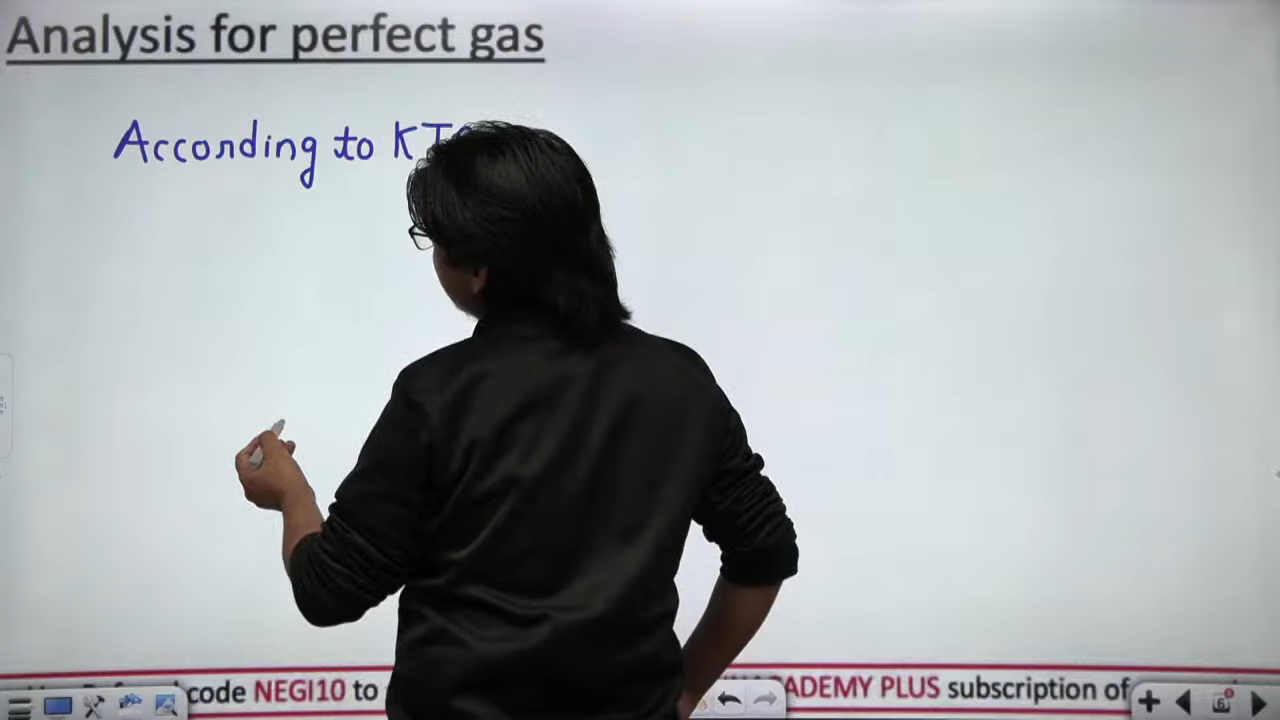 Analysis for perfect gas
According to KT
code NEGI10 to
ADEMY PLUS subscription of